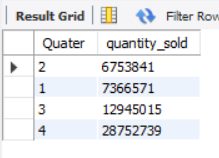 Result Grid Filter Row
Quater quantity_sold
2 6753841
1 7366571
3 12945015
4 28752739